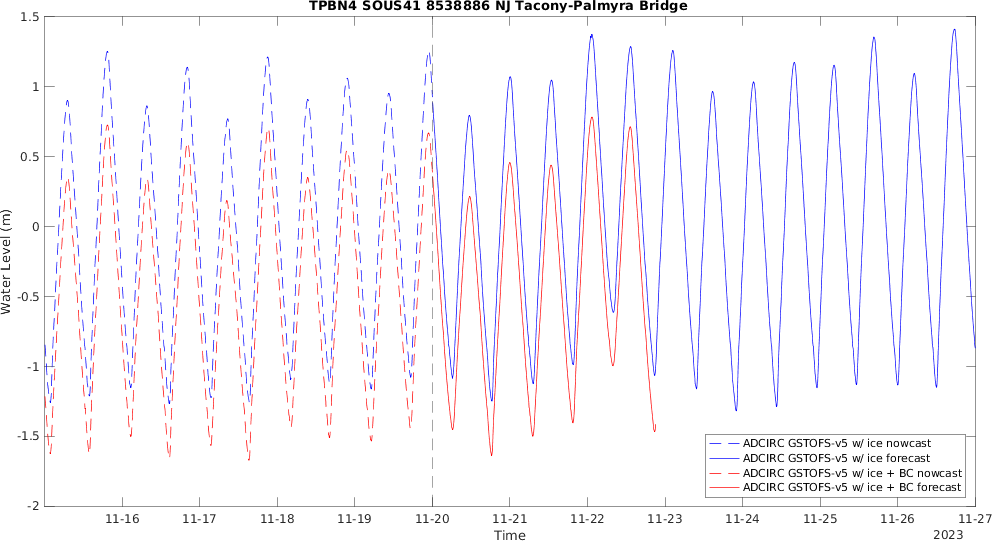 TPBN4 SOUS41 8538886 NJ Tacony-Palmyra Bridge
1.5
1
0.5
0
-0.5
-1
-1.5
-2
Water Level (m)
11-16 11-17 11-18 11-19 11-20 11-21 11-22 11-23 11-24 11-25 11-26 11-27
Time
2023
ADCIRC GSTOFS-v5 w/ ice nowcast
ADCIRC GSTOFS-v5 w/ ice forecast
ADCIRC GSTOFS-v5 w/ ice + BC nowcast
ADCIRC GSTOFS-v5 w/ ice + BC forecast